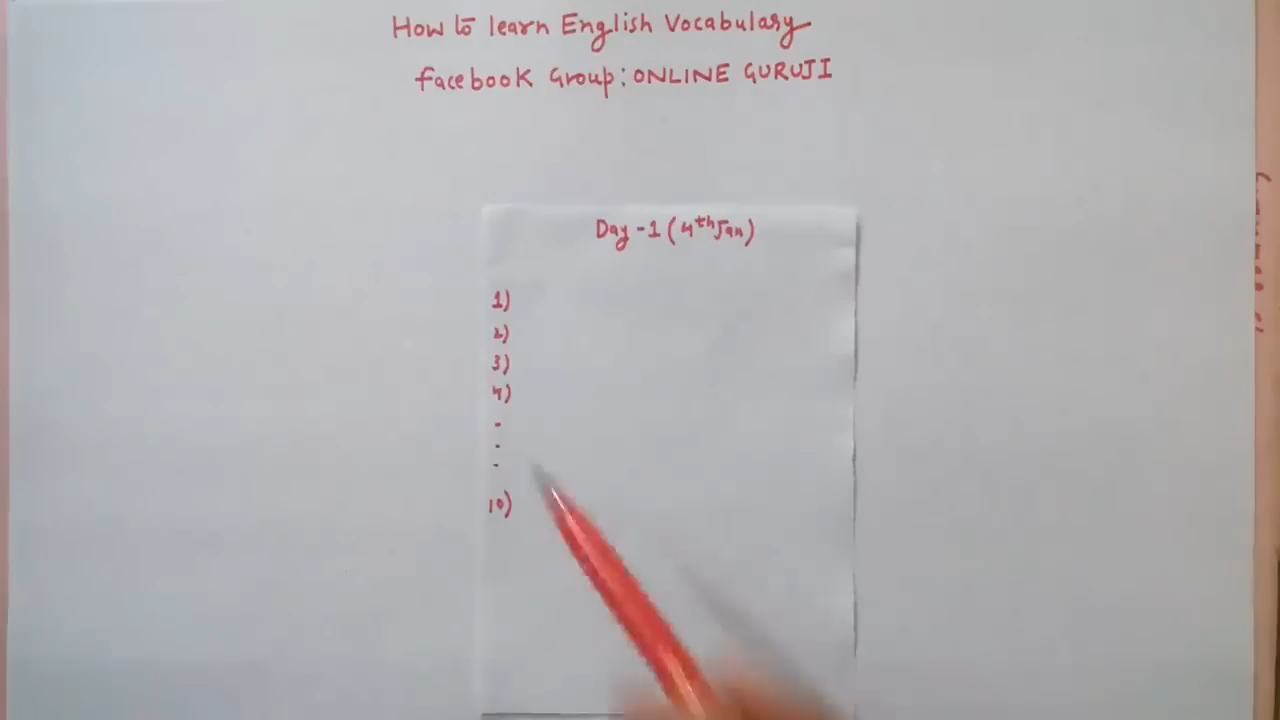 How to learn English Vocabulary
facebook Group: ONLINE GURUJI
Day -1 (4th Jan)
1)
2)
3)
4)
-
-
-
10)